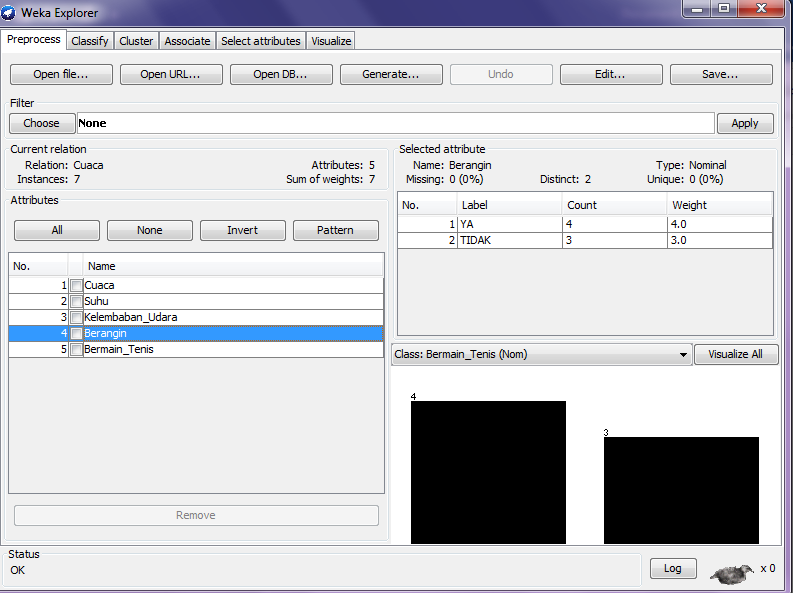 Weka Explorer
Preprocess Classify Cluster Associate Select attributes Visualize
Open file... Open URL... Open DB... Generate... Undo Edit... Save...
Filter
Choose None Apply
Current relation
Relation: Cuaca Attributes: 5
Instances: 7 Sum of weights: 7
Attributes
All None Invert Pattern
No. Name
1 Cuaca
2 Suhu
3 Kelembaban_Udara
4 Berangin
5 Bermain_Tenis
Remove
Selected attribute
Name: Berangin Type: Nominal
Missing: 0 (0%) Distinct: 2 Unique: 0 (0%)
No. Label Count Weight
1 YA 4 4.0
2 TIDAK 3 3.0
Class: Bermain_Tenis (Nom) Visualize All
4
3
Status
OK
Log x 0